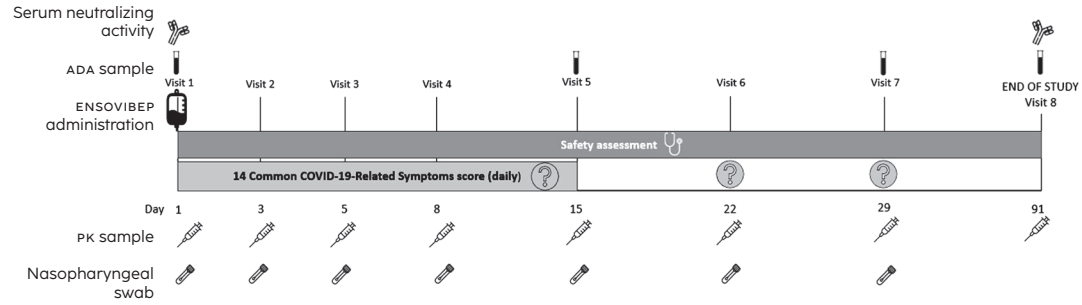 Serum neutralizing
activity
ADA sample
Visit 1
Visit 2
Visit 3
Visit 4
Visit 5
Visit 6
Visit 7
END OF STUDY
Visit 8
ENSOVIBEP
administration
Safety assessment
14 Common COVID-19-Related Symptoms score (daily) ?
?
?
Day 1 3 5 8 15 22 29 91
PK sample
Nasopharyngeal
swab